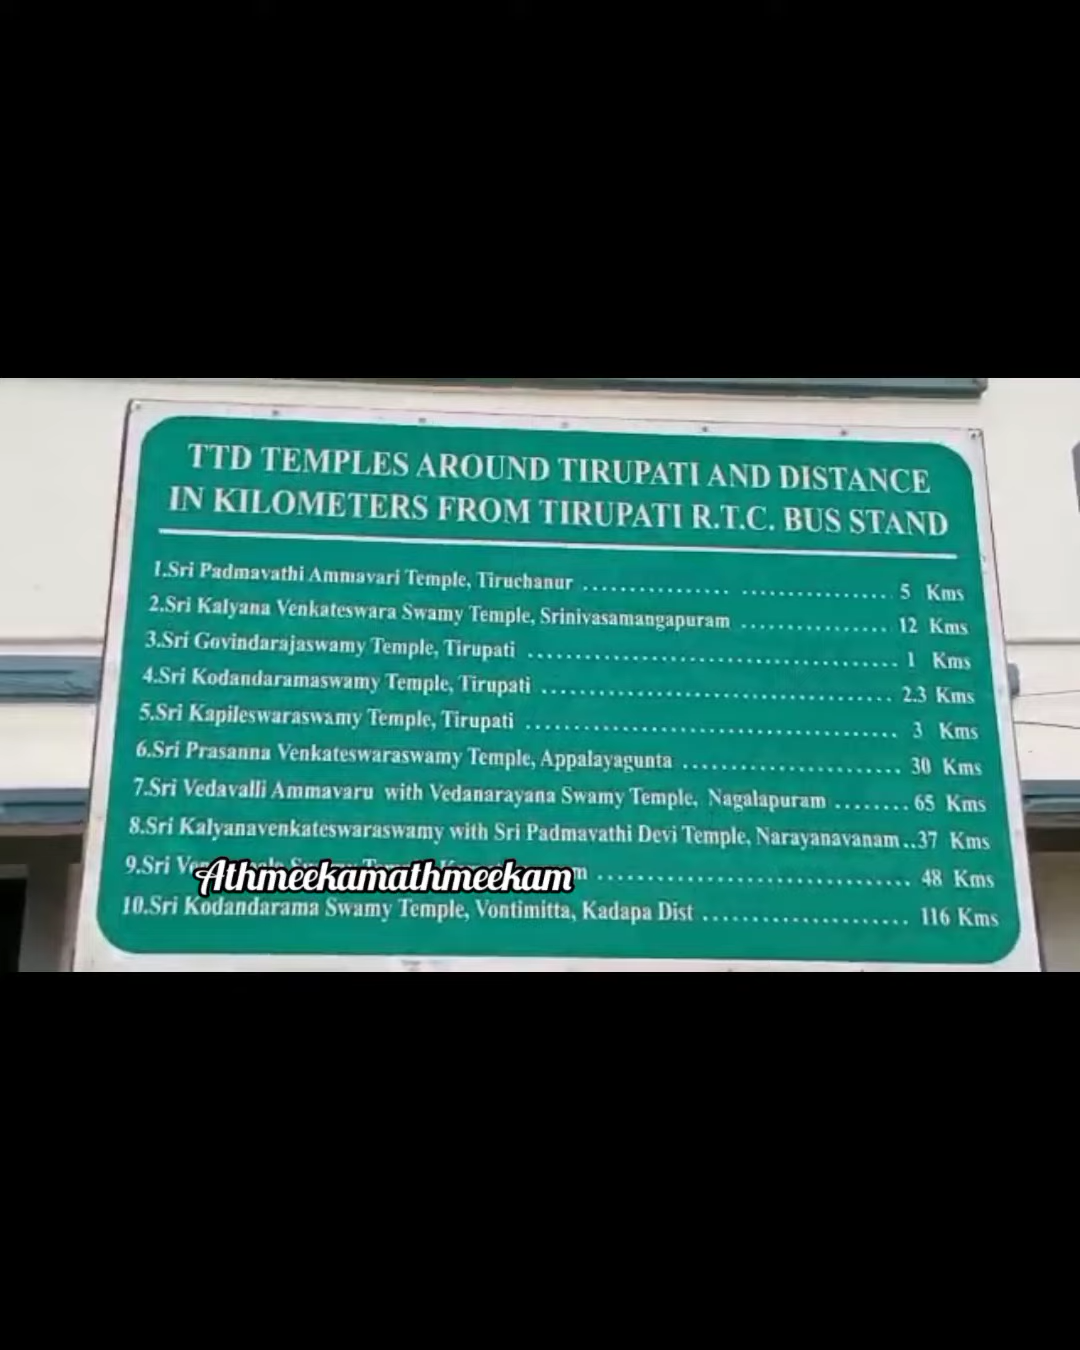 TTD TEMPLES AROUND TIRUPATI AND DISTANCE
IN KILOMETERS FROM TIRUPATI R.T.C. BUS STAND
1.Sri Padmavathi Ammavari Temple, Tiruchanur ................ ................ 5 Kms
2.Sri Kalyana Venkateswara Swamy Temple, Srinivasamangapuram ................ 12 Kms
3.Sri Govindarajaswamy Temple, Tirupati ........................................ 1 Kms
4.Sri Kodandaramaswamy Temple, Tirupati ...................................... 2.3 Kms
5.Sri Kapileswaraswamy Temple, Tirupati ........................................ 3 Kms
6.Sri Prasanna Venkateswaraswamy Temple, Appalayagunta ........................ 30 Kms
7.Sri Vedavalli Ammavaru with Vedanarayana Swamy Temple, Nagalapuram ........ 65 Kms
8.Sri Kalyanavenkateswaraswamy with Sri Padmavathi Devi Temple, Narayanavanam..37 Kms
9.Sri ................................... 48 Kms
Athmeekamathmeekam
10.Sri Kodandarama Swamy Temple, Vontimitta, Kadapa Dist ...................... 116 Kms